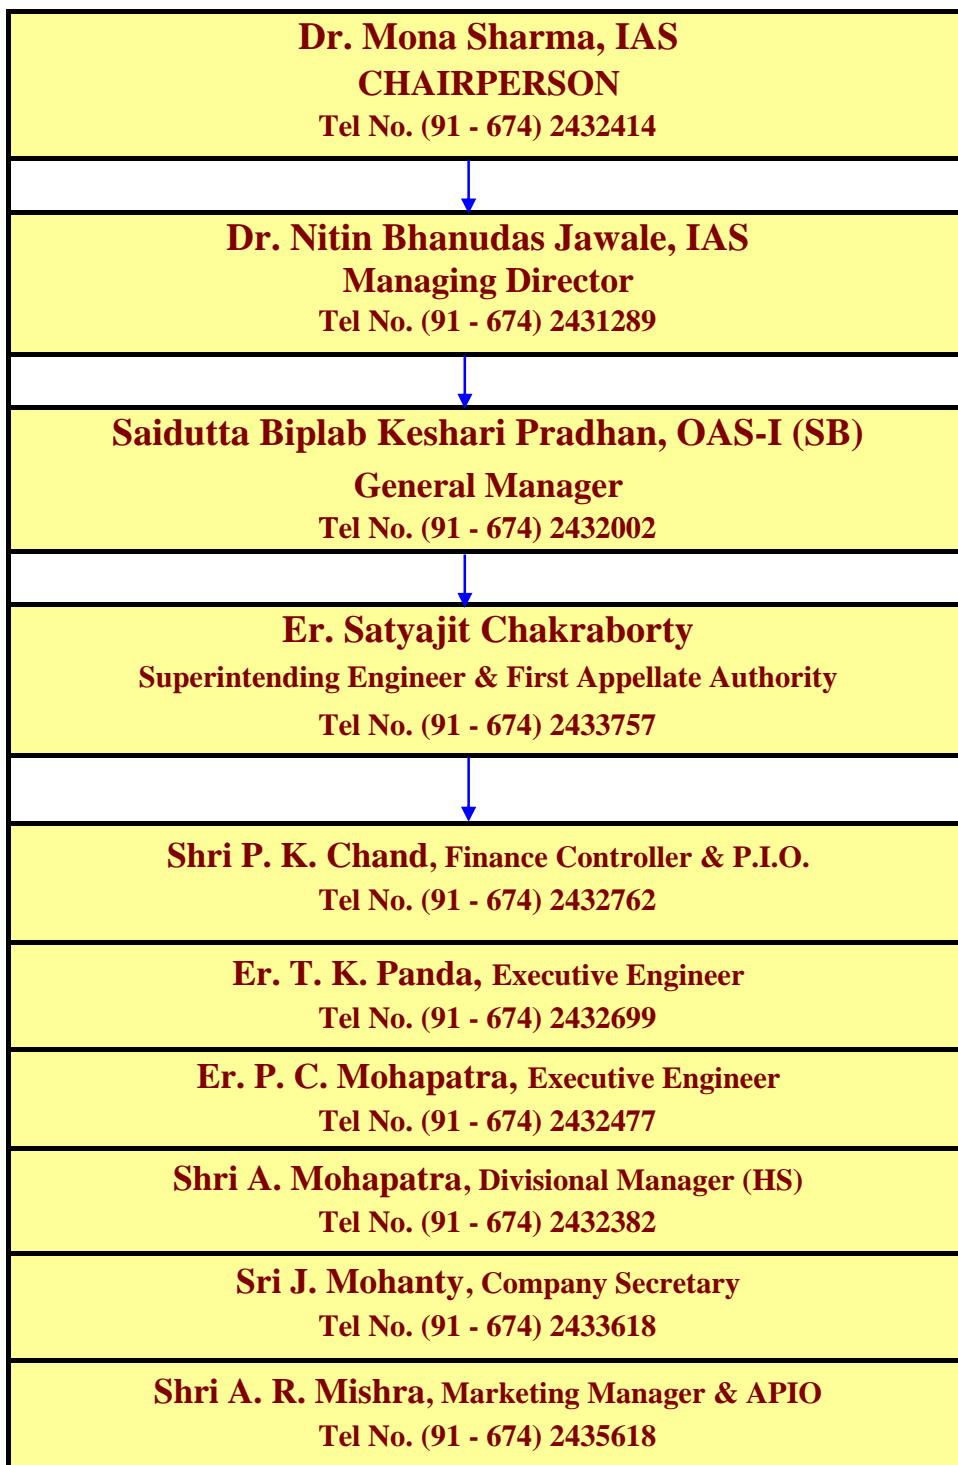 Dr. Mona Sharma, IAS
CHAIRPERSON
Tel No. (91 - 674) 2432414
Dr. Nitin Bhanudas Jawale, IAS
Managing Director
Tel No. (91 - 674) 2431289
Saidutta Biplab Keshari Pradhan, OAS-I (SB)
General Manager
Tel No. (91 - 674) 2432002
Er. Satyajit Chakraborty
Superintending Engineer & First Appellate Authority
Tel No. (91 - 674) 2433757
Shri P. K. Chand, Finance Controller & P.I.O.
Tel No. (91 - 674) 2432762
Er. T. K. Panda, Executive Engineer
Tel No. (91 - 674) 2432699
Er. P. C. Mohapatra, Executive Engineer
Tel No. (91 - 674) 2432477
Shri A. Mohapatra, Divisional Manager (HS)
Tel No. (91 - 674) 2432382
Sri J. Mohanty, Company Secretary
Tel No. (91 - 674) 2433618
Shri A. R. Mishra, Marketing Manager & APIO
Tel No. (91 - 674) 2435618